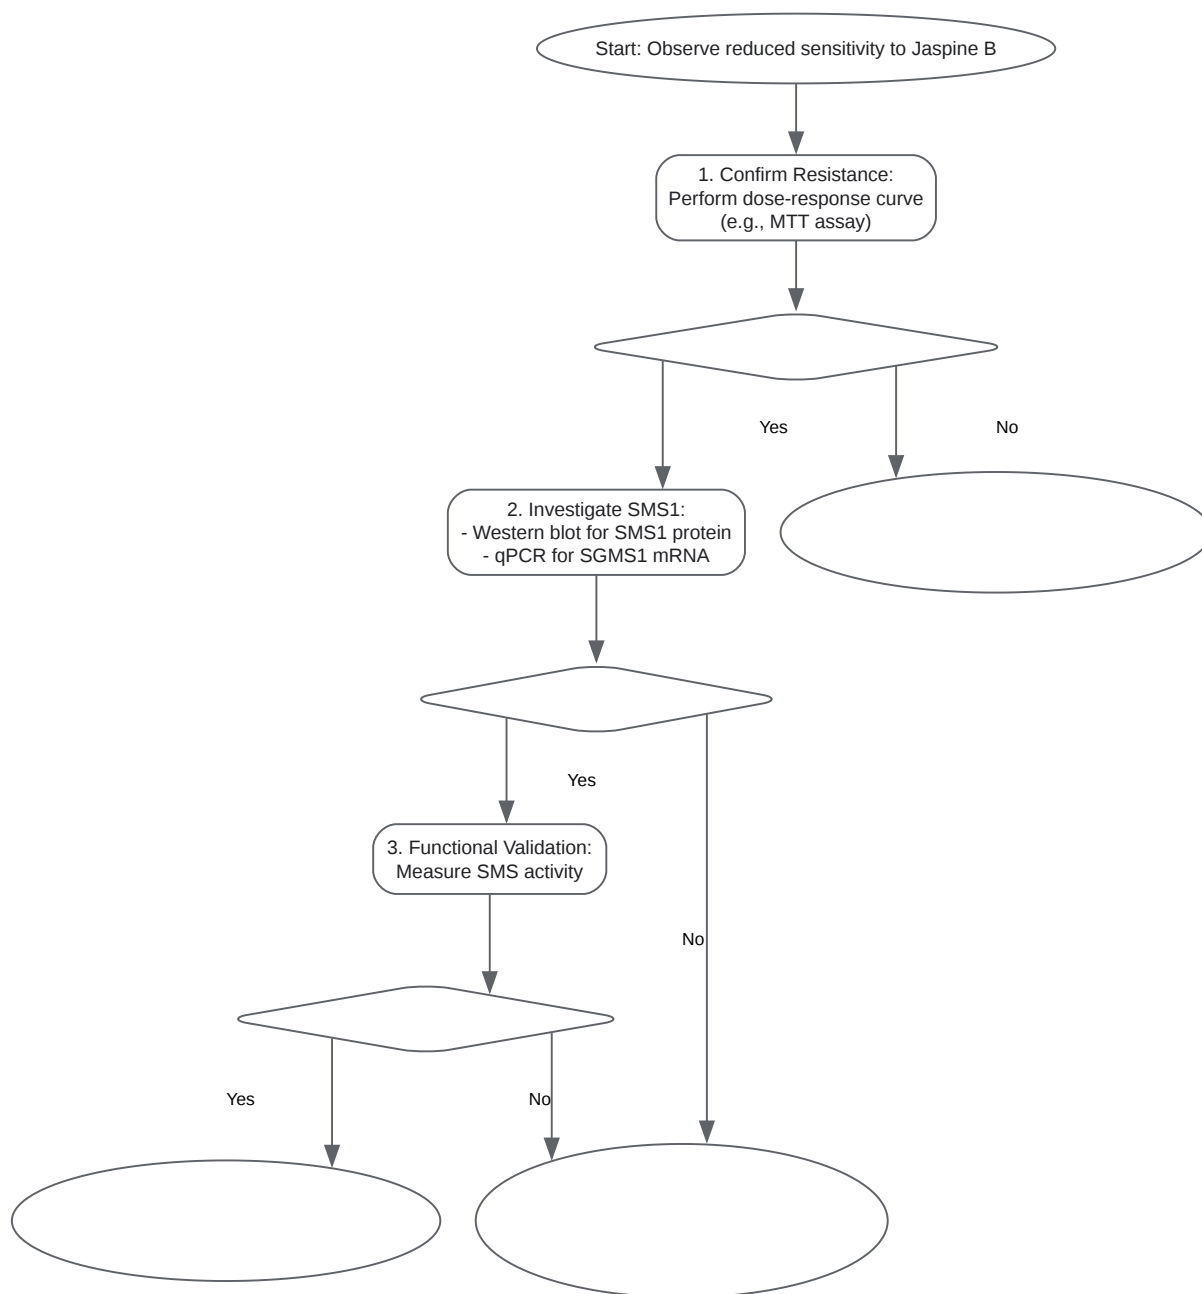 Start: Observe reduced sensitivity to Jaspine B
1. Confirm Resistance:
Perform dose-response curve
(e.g., MTT assay)
Yes
No
2. Investigate SMS1:
- Western blot for SMS1 protein
- qPCR for SGMS1 mRNA
Yes
3. Functional Validation:
Measure SMS activity
No
Yes
No